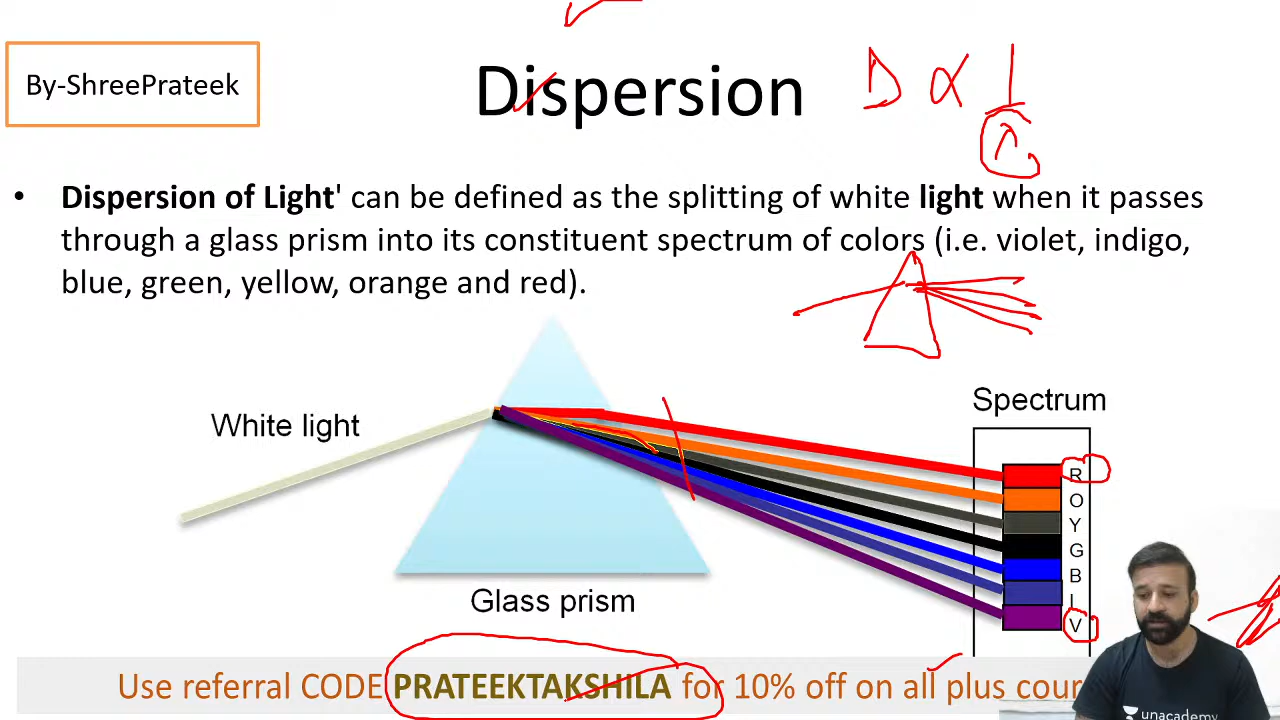 By-ShreePrateek
Dispersion
D ∝ 1
λ
• Dispersion of Light' can be defined as the splitting of white light when it passes
through a glass prism into its constituent spectrum of colors (i.e. violet, indigo,
blue, green, yellow, orange and red).
White light
Spectrum
R
O
Y
G
B
I
V
Glass prism
Use referral CODE PRATEEKTAKSHILA for 10% off on all plus cour
unacademy